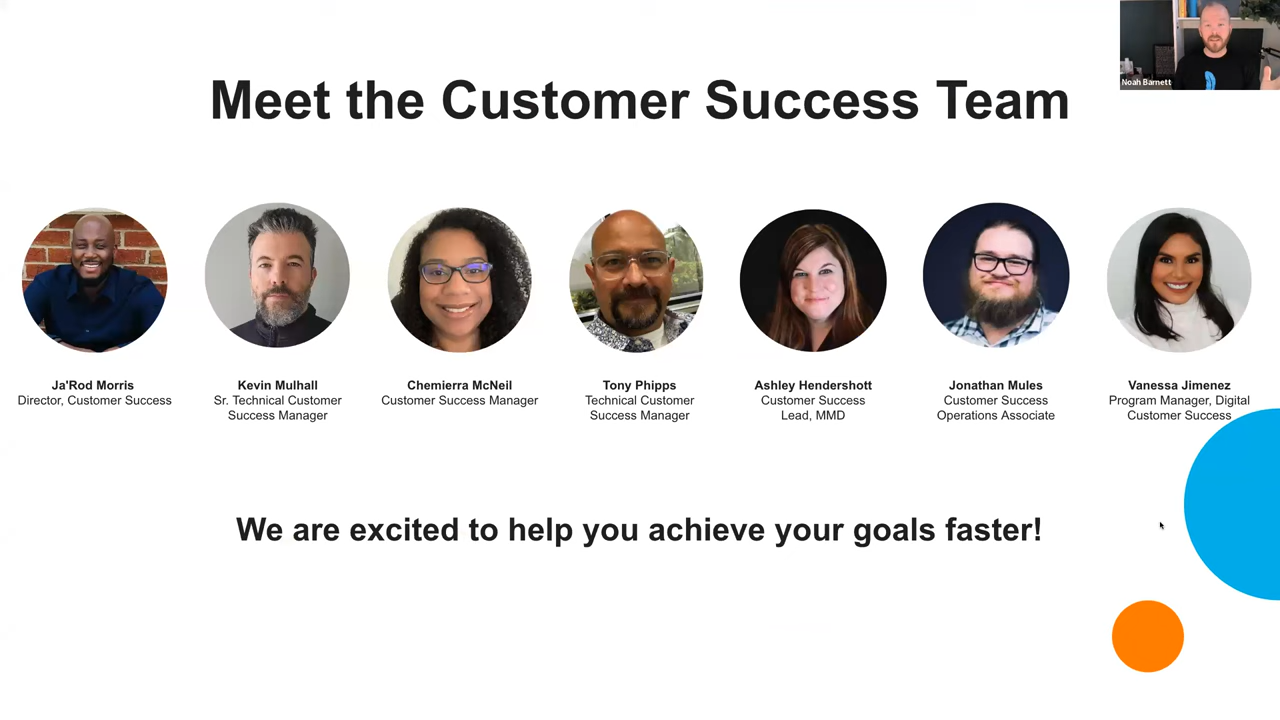 Noah Barnett
Meet the Customer Success Team
Ja'Rod Morris
Director, Customer Success
Kevin Mulhall
Sr. Technical Customer
Success Manager
Chemierra McNeil
Customer Success Manager
Tony Phipps
Technical Customer
Success Manager
Ashley Hendershott
Customer Success
Lead, MMD
Jonathan Mules
Customer Success
Operations Associate
Vanessa Jimenez
Program Manager, Digital
Customer Success
We are excited to help you achieve your goals faster!